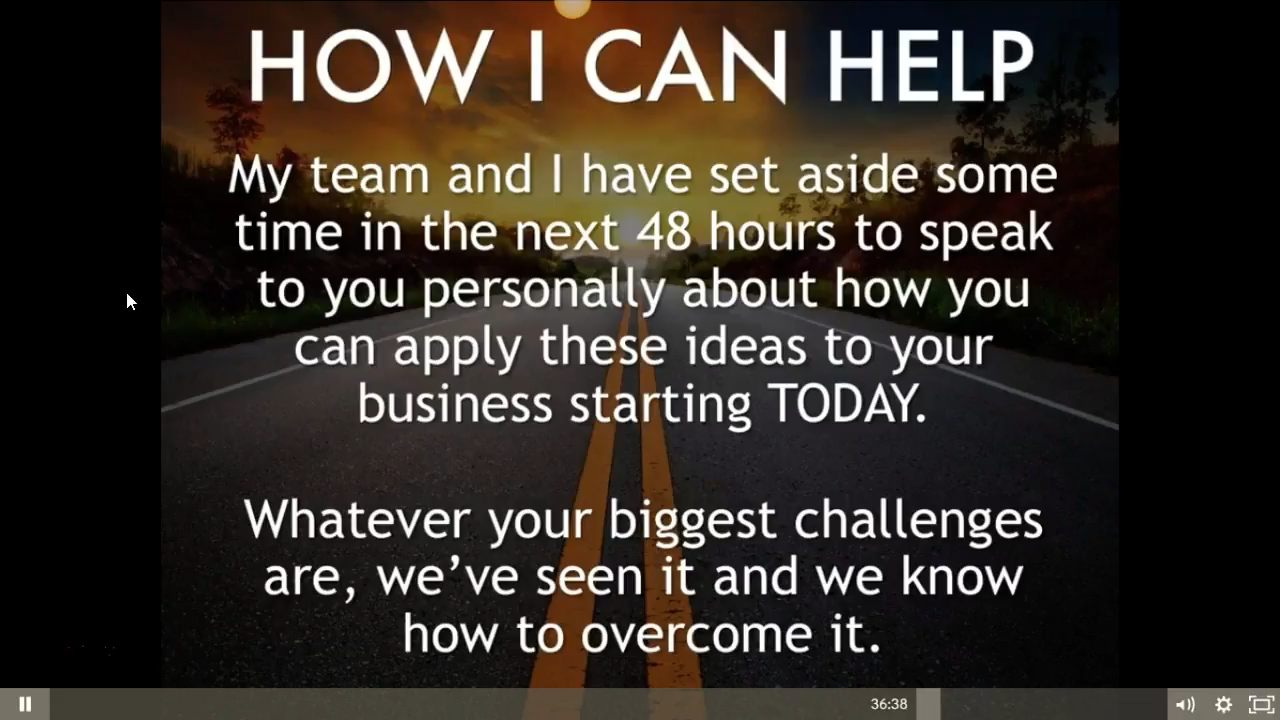 HOW I CAN HELP
My team and I have set aside some
time in the next 48 hours to speak
to you personally about how you
can apply these ideas to your
business starting TODAY.
Whatever your biggest challenges
are, we’ve seen it and we know
how to overcome it.
36:38